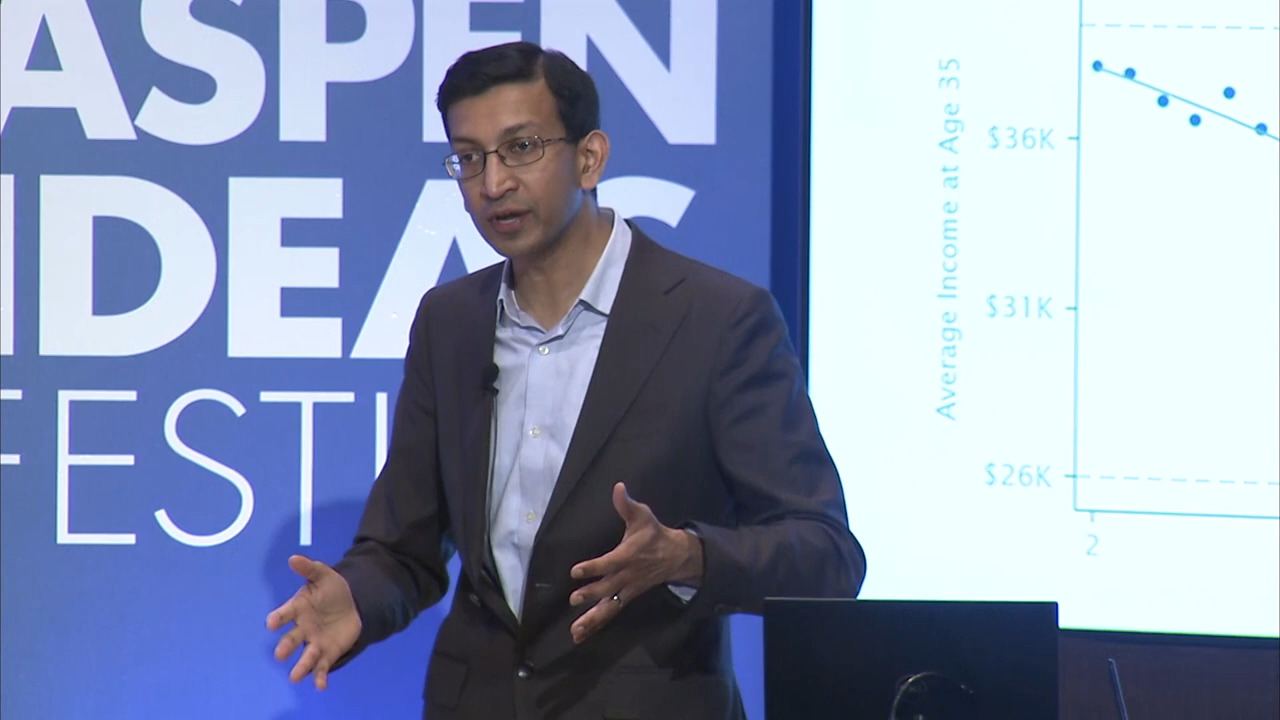 ASPEN
IDEAS
FESTI
Average Income at Age 35
$36K
$31K
$26K
2